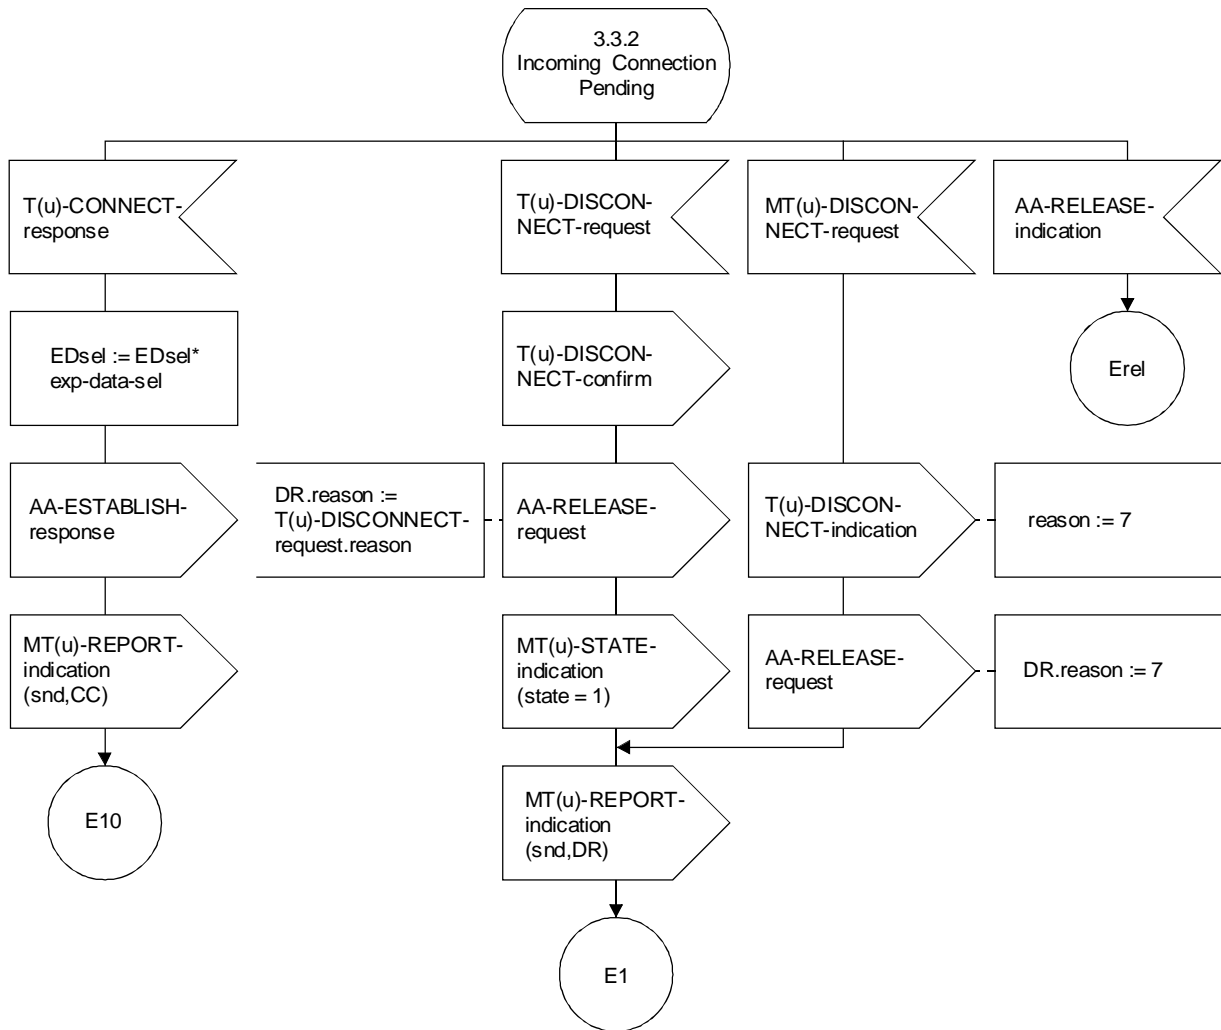 3.3.2
Incoming Connection
Pending
T(u)-CONNECT-
response
T(u)-DISCON-
NECT-request
MT(u)-DISCON-
NECT-request
AA-RELEASE-
indication
EDsel := EDsel*
exp-data-sel
T(u)-DISCON-
NECT-confirm
Erel
AA-ESTABLISH-
response
DR.reason :=
T(u)-DISCONNECT-
request.reason
AA-RELEASE-
request
T(u)-DISCON-
NECT-indication
reason := 7
MT(u)-REPORT-
indication
(snd,CC)
MT(u)-STATE-
indication
(state = 1)
AA-RELEASE-
request
DR.reason := 7
E10
MT(u)-REPORT-
indication
(snd,DR)
E1